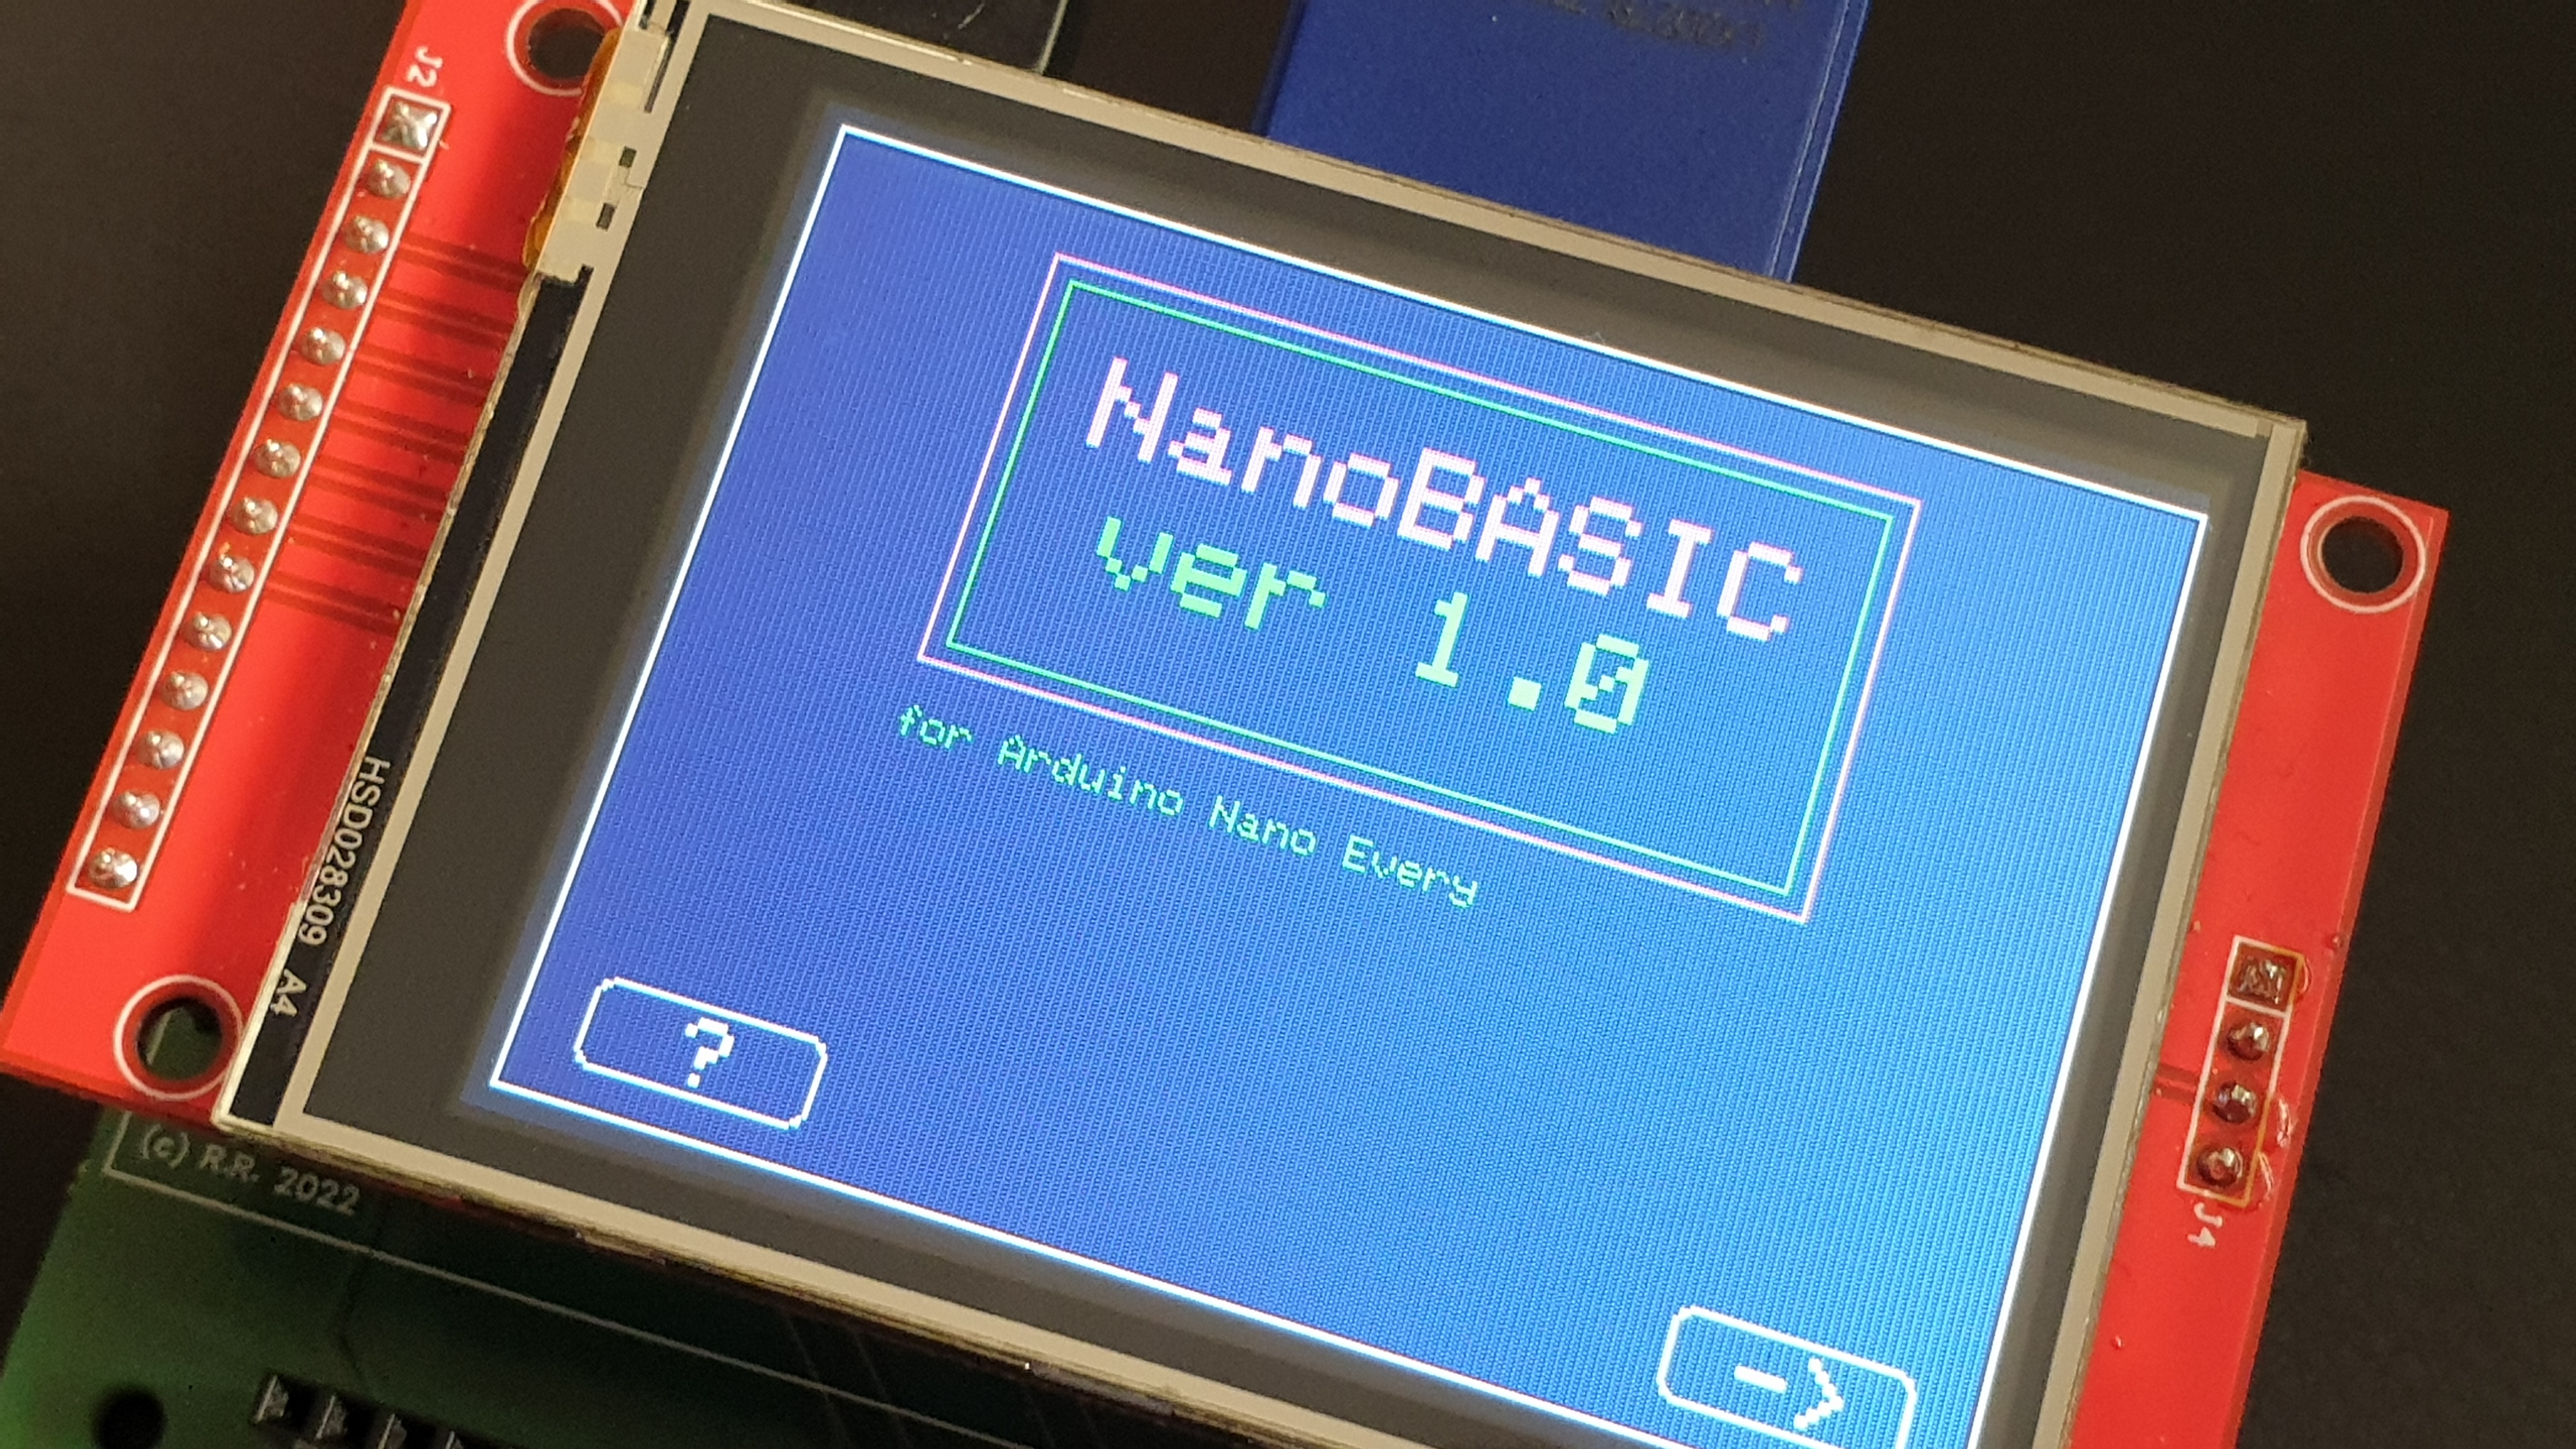 J2
NanoBASIC
ver 1.0
for Arduino Nano Every
?
->
HSD028309 A4
J4
(c) R.R. 2022